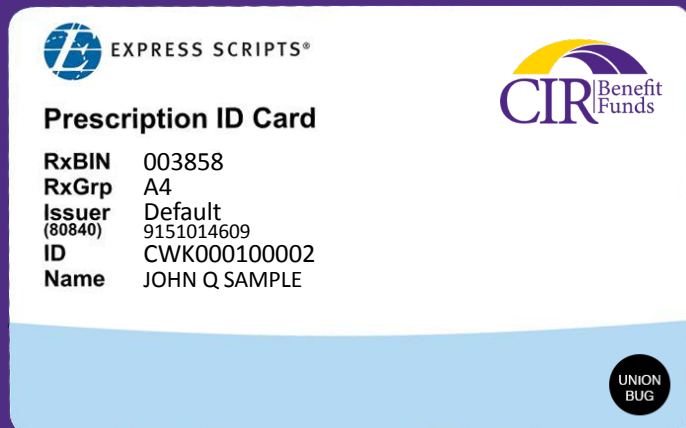 EXPRESS SCRIPTS®
CIR Benefit Funds
Prescription ID Card
RxBIN 003858
RxGrp A4
Issuer Default
(80840) 9151014609
ID CWK000100002
Name JOHN Q SAMPLE
UNION
BUG